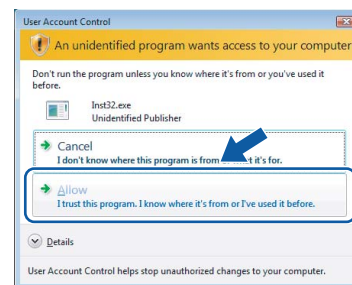 User Account Control
An unidentified program wants access to your computer
Don't run the program unless you know where it's from or you've used it
before.
Inst32.exe
Unidentified Publisher
Cancel
I don't know where this program is from it's for.
Allow
I trust this program. I know where it's from or I've used it before.
Details
User Account Control helps stop unauthorized changes to your computer.